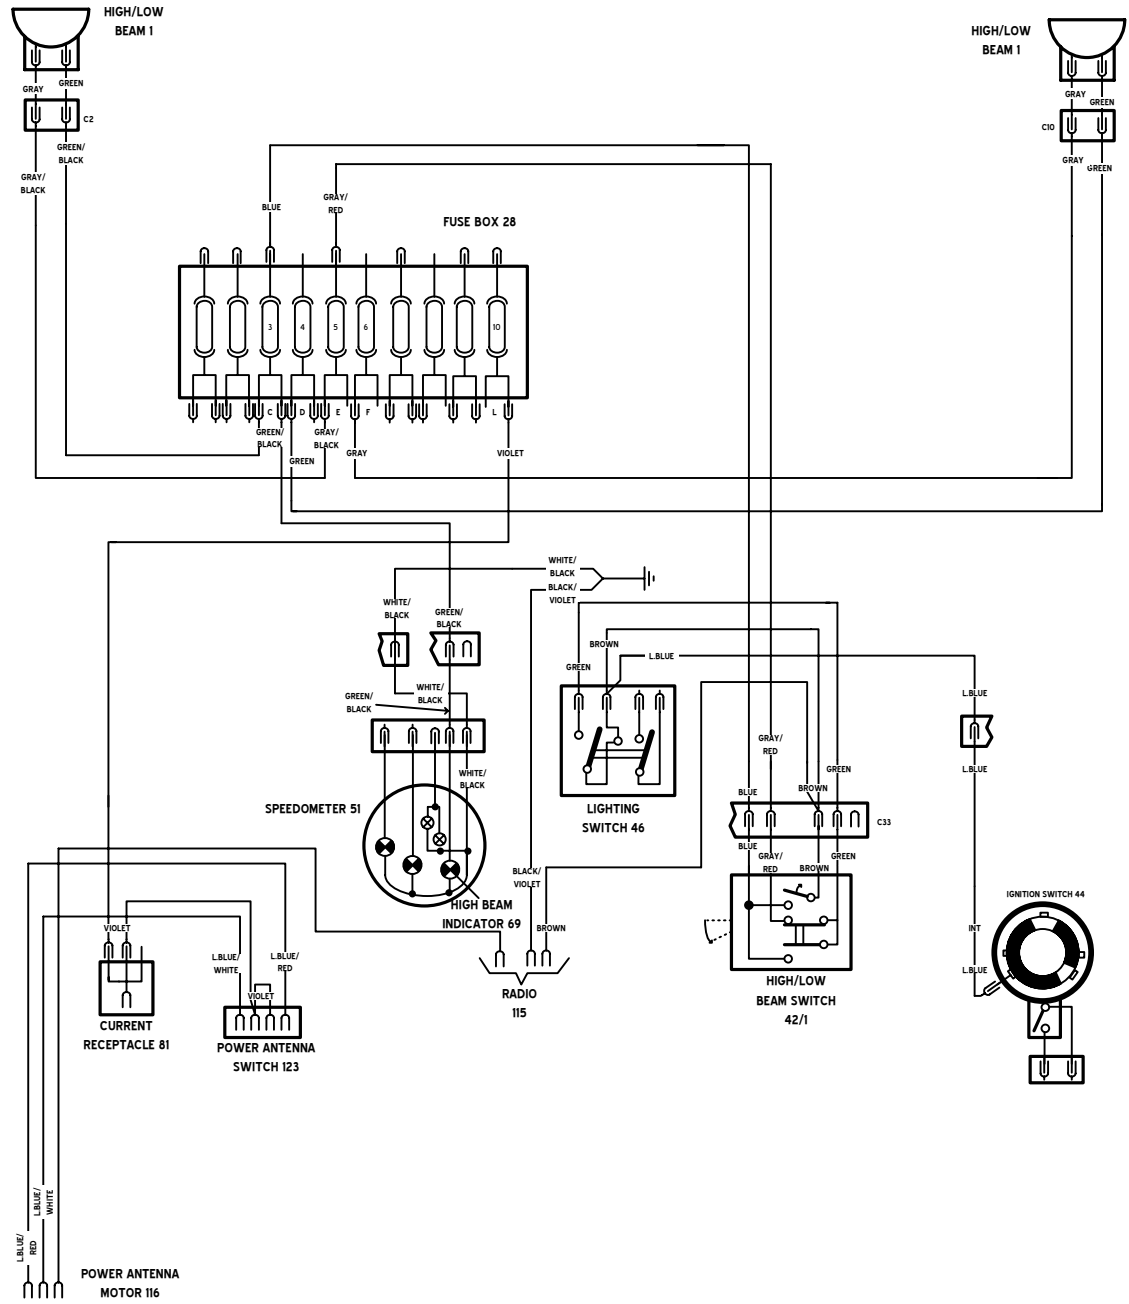 HIGH/LOW
BEAM 1
HIGH/LOW
BEAM 1
GRAY
GREEN
GRAY
GREEN
C2
C10
GREEN/
BLACK
GRAY
GREEN
GRAY/
BLACK
BLUE
GRAY/
RED
FUSE BOX 28
3
4
5
6
10
C
D
E
F
L
GREEN/
BLACK
GRAY/
BLACK
GREEN
GRAY
VIOLET
WHITE/
BLACK
BLACK/
VIOLET
WHITE/
BLACK
GREEN/
BLACK
BROWN
GREEN
L.BLUE
L.BLUE
WHITE/
BLACK
GREEN/
BLACK
GRAY/
RED
WHITE/
BLACK
GREEN
L.BLUE
BLUE
BROWN
SPEEDOMETER 51
LIGHTING
SWITCH 46
C33
BLUE
GRAY/
RED
BROWN
GREEN
BLACK/
VIOLET
IGNITION SWITCH 44
HIGH BEAM
INDICATOR 69
BROWN
INT
VIOLET
L.BLUE/
WHITE
L.BLUE/
RED
VIOLET
L.BLUE
RADIO
115
HIGH/LOW
BEAM SWITCH
42/1
CURRENT
RECEPTACLE 81
POWER ANTENNA
SWITCH 123
L.BLUE/
WHITE
L.BLUE/
RED
POWER ANTENNA
MOTOR 116